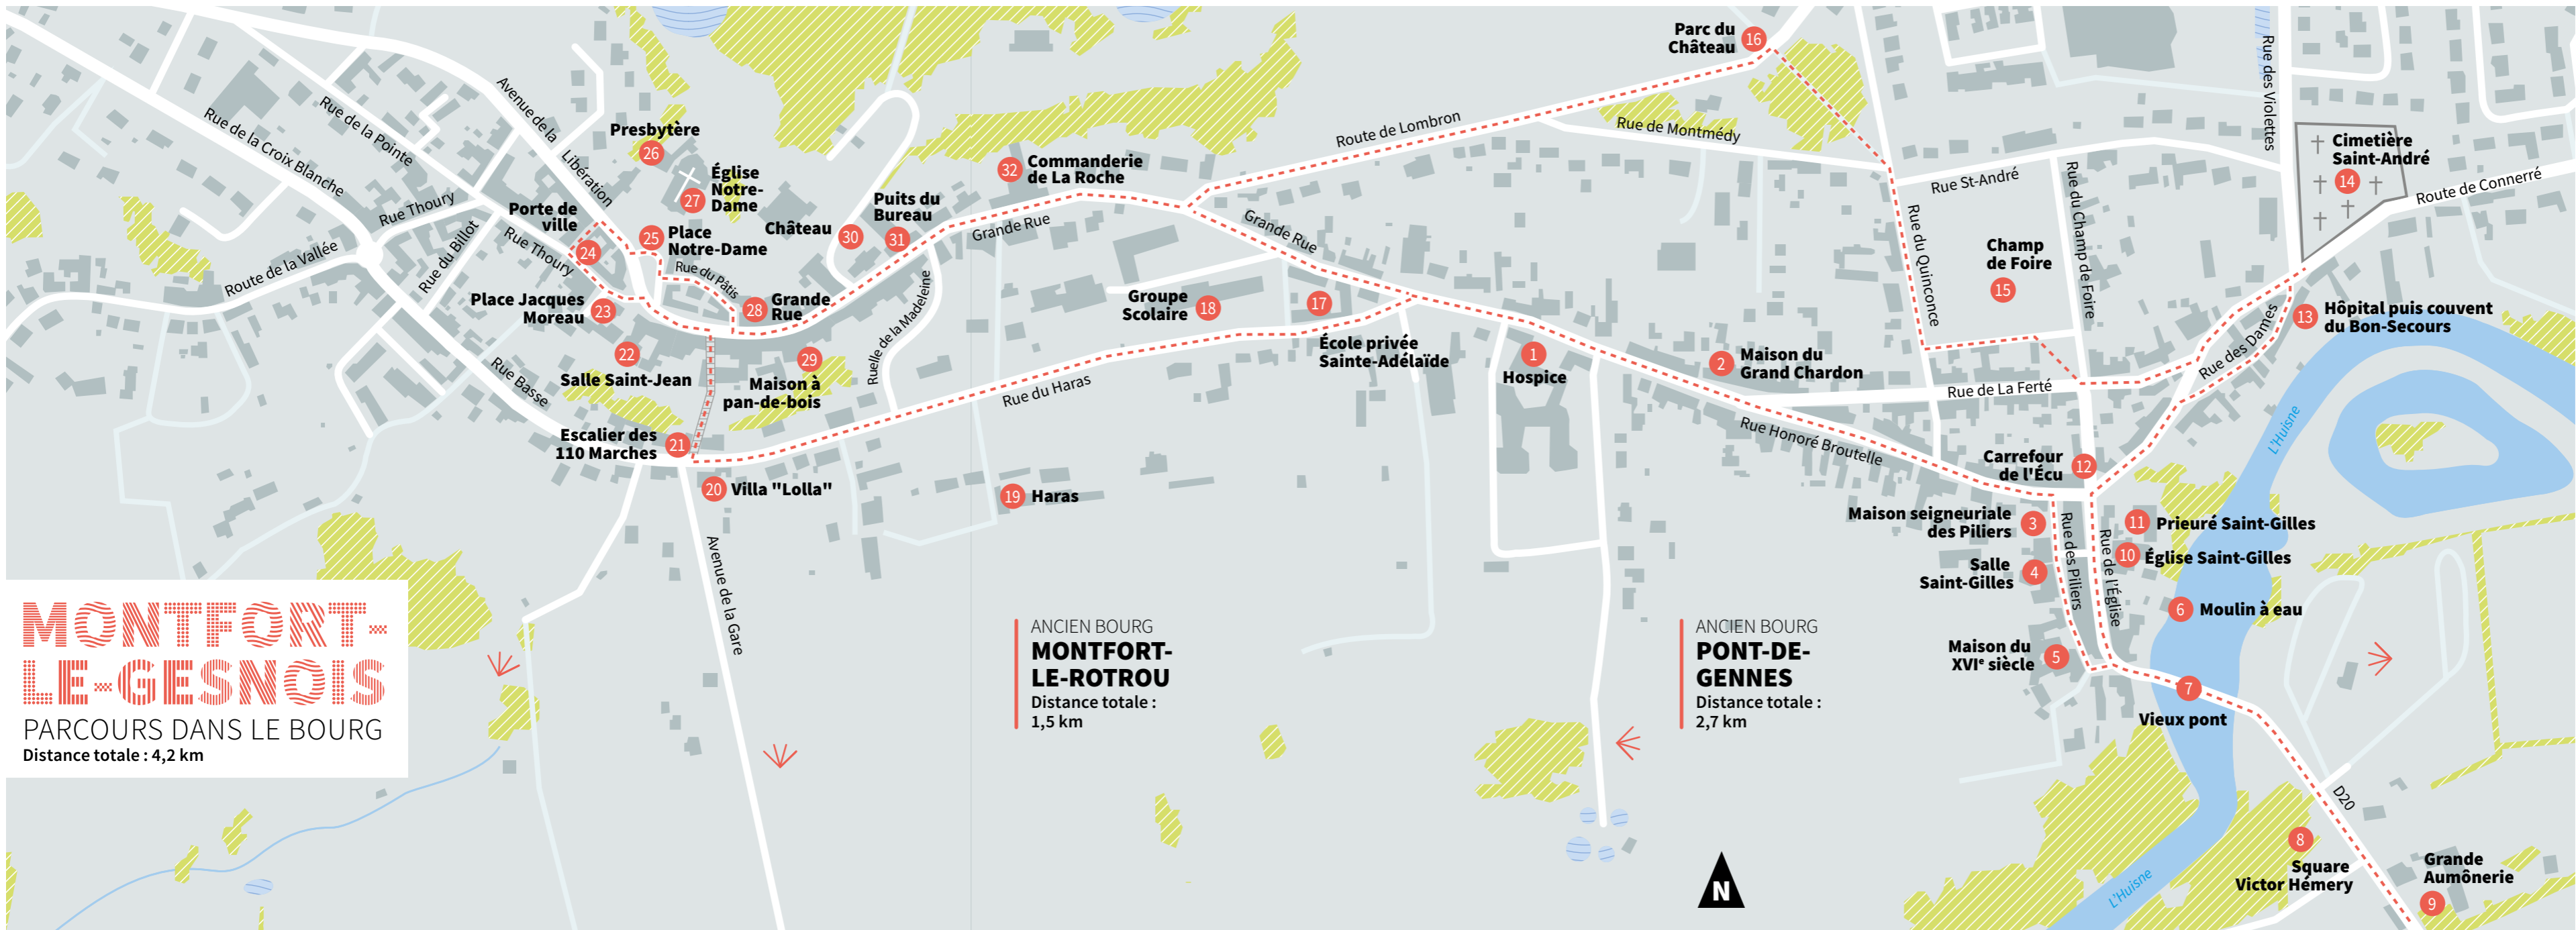 Parc du
Château
16
Rue des Violettes
Avenue de la
Libération
Rue de la Pointe
Rue de la Croix Blanche
Presbytère
26
Église
Notre-
Dame
27
32
Commanderie
de La Roche
Route de Lombron
Rue de Montmédy
Cimetière
Saint-André
14
Route de Connerré
Rue St-André
Rue du Champ de Foire
Rue du Quinconce
Rue Thoury
Porte de
ville
24
Rue Thoury
Rue du Billot
Route de la Vallée
25
Place
Notre-Dame
Rue du Pâtis
Château
30
Puits du
Bureau
31
Grande Rue
Grande Rue
Ruelle de la Madeleine
Champ
de Foire
15
Place Jacques
Moreau
23
28
Grande
Rue
Groupe
Scolaire
18
17
École privée
Sainte-Adélaïde
13
Hôpital puis couvent
du Bon-Secours
Rue des Dames
22
Salle Saint-Jean
29
Maison à
pan-de-bois
Rue du Haras
1
Hospice
2
Maison du
Grand Chardon
Rue de La Ferté
Rue Honoré Broutelle
Rue Basse
L'Huisne
Escalier des
110 Marches
21
20
Villa "Lolla"
19
Haras
Carrefour
de l'Écu
12
Maison seigneuriale
des Piliers
3
Rue des Piliers
Rue de l'Église
11
Prieuré Saint-Gilles
10
Église Saint-Gilles
Salle
Saint-Gilles
4
6
Moulin à eau
Avenue de la Gare
Maison du
XVIe siècle
5
7
Vieux pont
MONTFORT-
LE-GESNOIS
PARCOURS DANS LE BOURG
Distance totale : 4,2 km
ANCIEN BOURG
MONTFORT-
LE-ROTROU
Distance totale :
1,5 km
ANCIEN BOURG
PONT-DE-
GENNES
Distance totale :
2,7 km
D20
8
Square
Victor Hémery
Grande
Aumônerie
9
L'Huisne
N